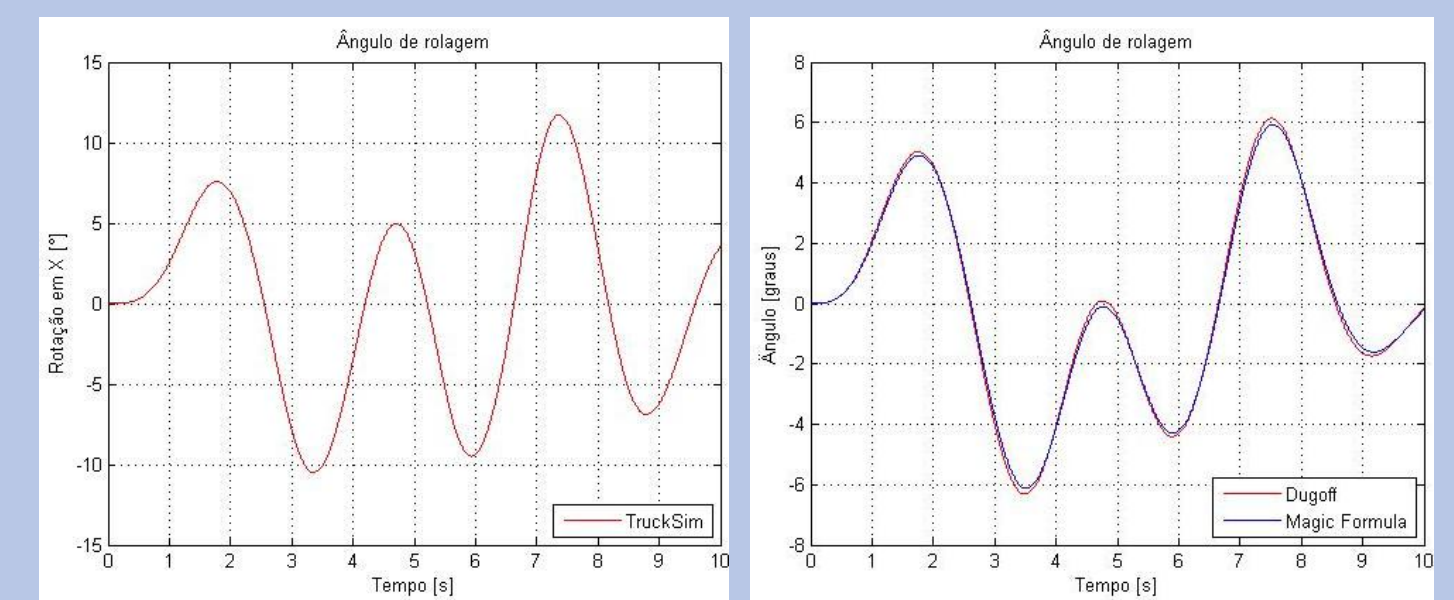 Ângulo de rolagem
15
10
5
0
-5
-10
-15
Rotação em X [°]
0 1 2 3 4 5 6 7 8 9 10
Tempo [s]
TruckSim
Ângulo de rolagem
8
6
4
2
0
-2
-4
-6
-8
Ângulo [graus]
0 1 2 3 4 5 6 7 8 9 10
Tempo [s]
Dugoff
Magic Formula